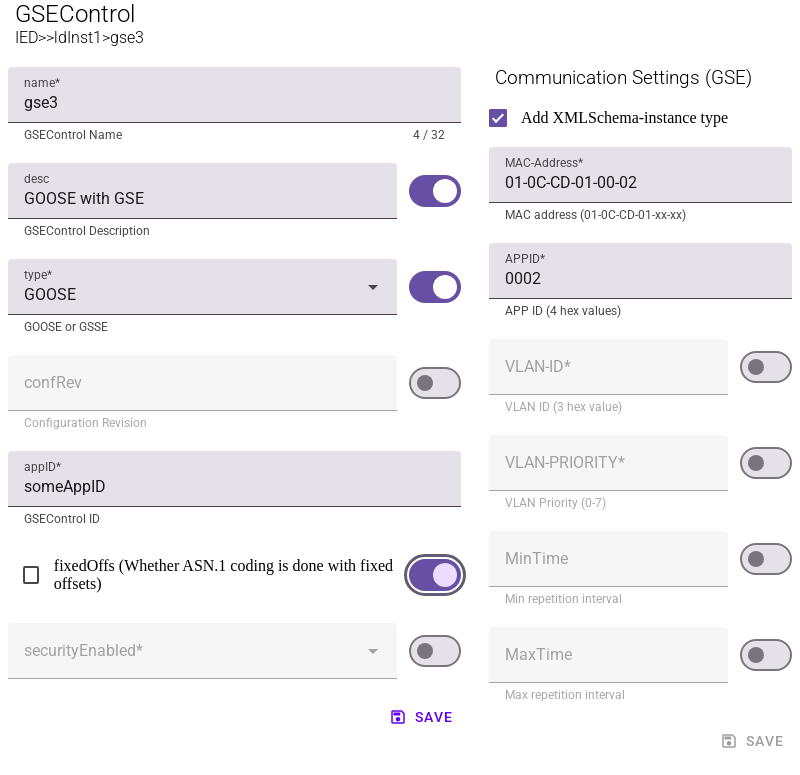 GSEControl
IED>>ldInst1>gse3
name*
gse3
GSEControl Name
4 / 32
desc
GOOSE with GSE
GSEControl Description
type*
GOOSE
GOOSE or GSSE
confRev
Configuration Revision
appID*
someAppID
GSEControl ID
fixedOffs (Whether ASN.1 coding is done with fixed
offsets)
securityEnabled*
SAVE
Communication Settings (GSE)
Add XMLSchema-instance type
MAC-Address*
01-0C-CD-01-00-02
MAC address (01-0C-CD-01-xx-xx)
APPID*
0002
APP ID (4 hex values)
VLAN-ID*
VLAN ID (3 hex value)
VLAN-PRIORITY*
VLAN Priority (0-7)
MinTime
Min repetition interval
MaxTime
Max repetition interval
SAVE